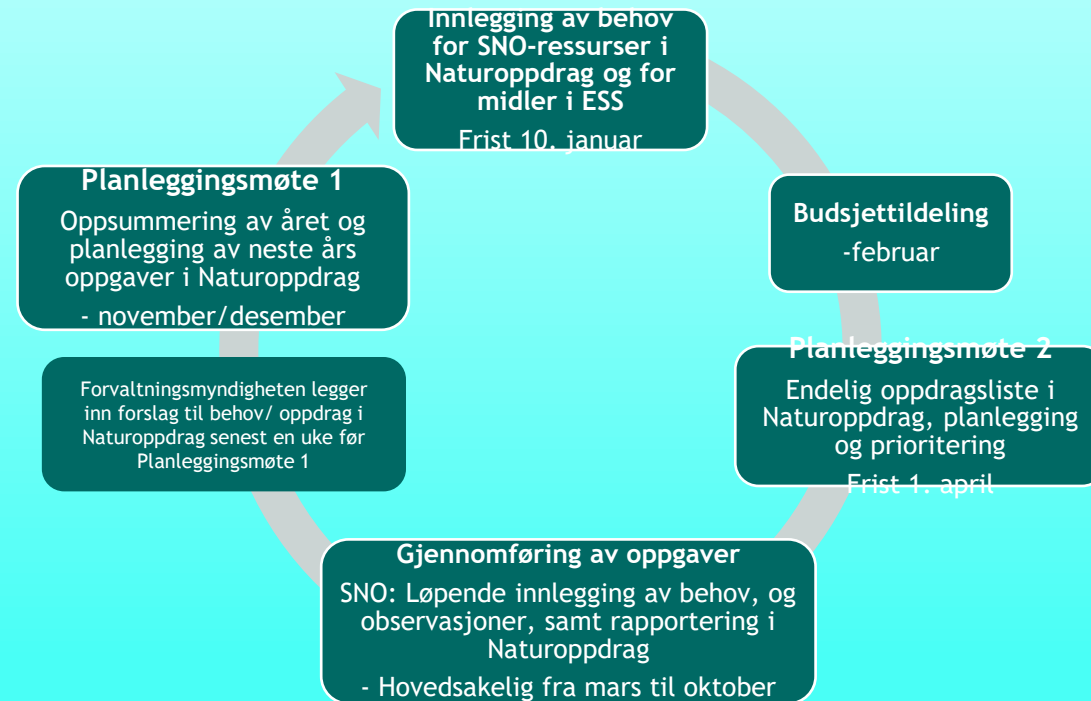 Innlegging av behov
for SNO-ressurser i
Naturoppdrag og for
midler i ESS
Frist 10. januar
Budsjettildeling
-februar
Planleggingsmøte 2
Endelig oppdragsliste i
Naturoppdrag, planlegging
og prioritering
Frist 1. april
Gjennomføring av oppgaver
SNO: Løpende innlegging av behov, og
observasjoner, samt rapportering i
Naturoppdrag
- Hovedsakelig fra mars til oktober
Forvaltningsmyndigheten legger
inn forslag til behov/ oppdrag i
Naturoppdrag senest en uke før
Planleggingsmøte 1
Planleggingsmøte 1
Oppsummering av året og
planlegging av neste års
oppgaver i Naturoppdrag
- november/desember